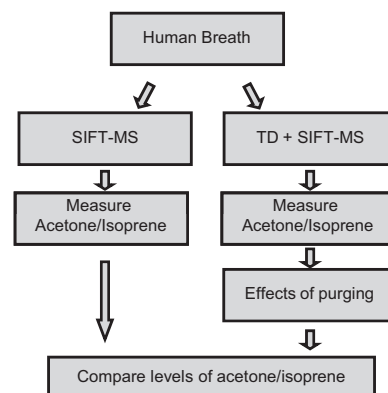 Human Breath
SIFT-MS
TD + SIFT-MS
Measure
Acetone/Isoprene
Measure
Acetone/Isoprene
Effects of purging
Compare levels of acetone/isoprene